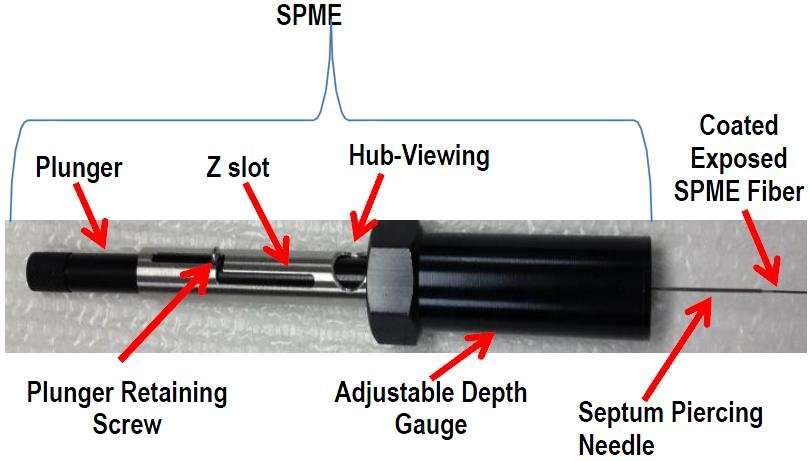 SPME
Plunger
Z slot
Hub-Viewing
Coated
Exposed
SPME Fiber
Plunger Retaining
Screw
Adjustable Depth
Gauge
Septum Piercing
Needle